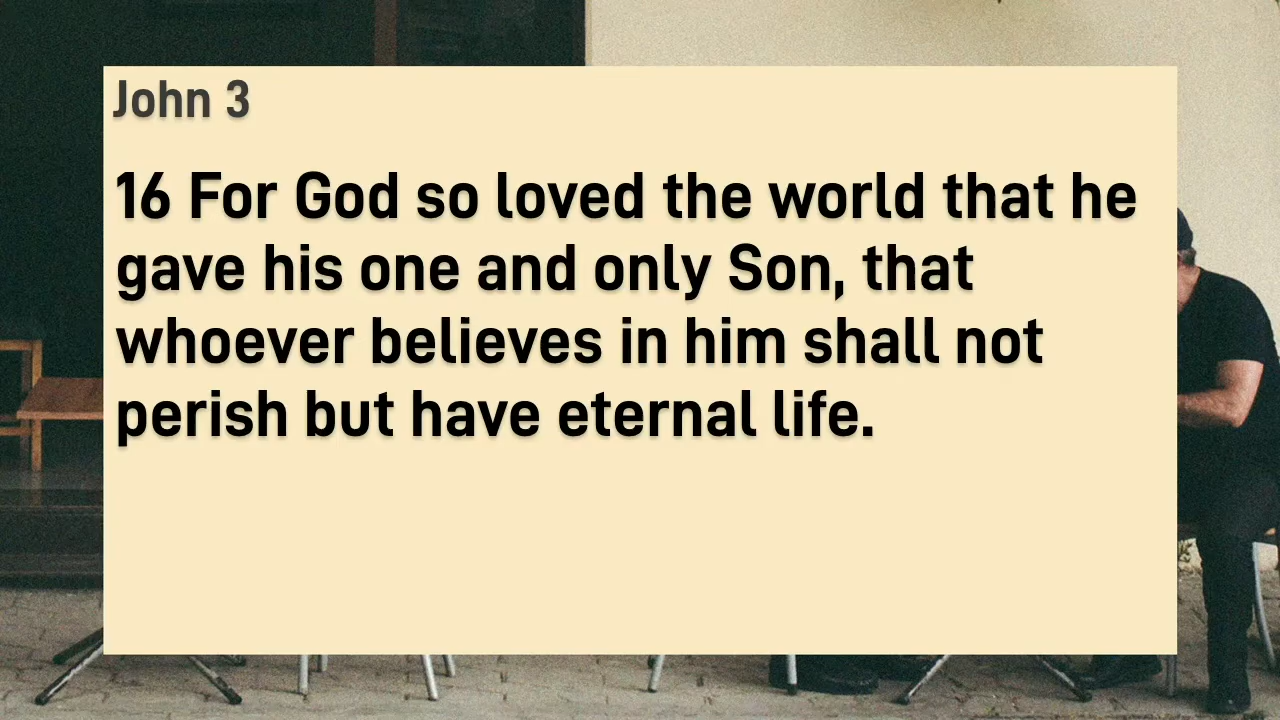 John 3
16 For God so loved the world that he
gave his one and only Son, that
whoever believes in him shall not
perish but have eternal life.